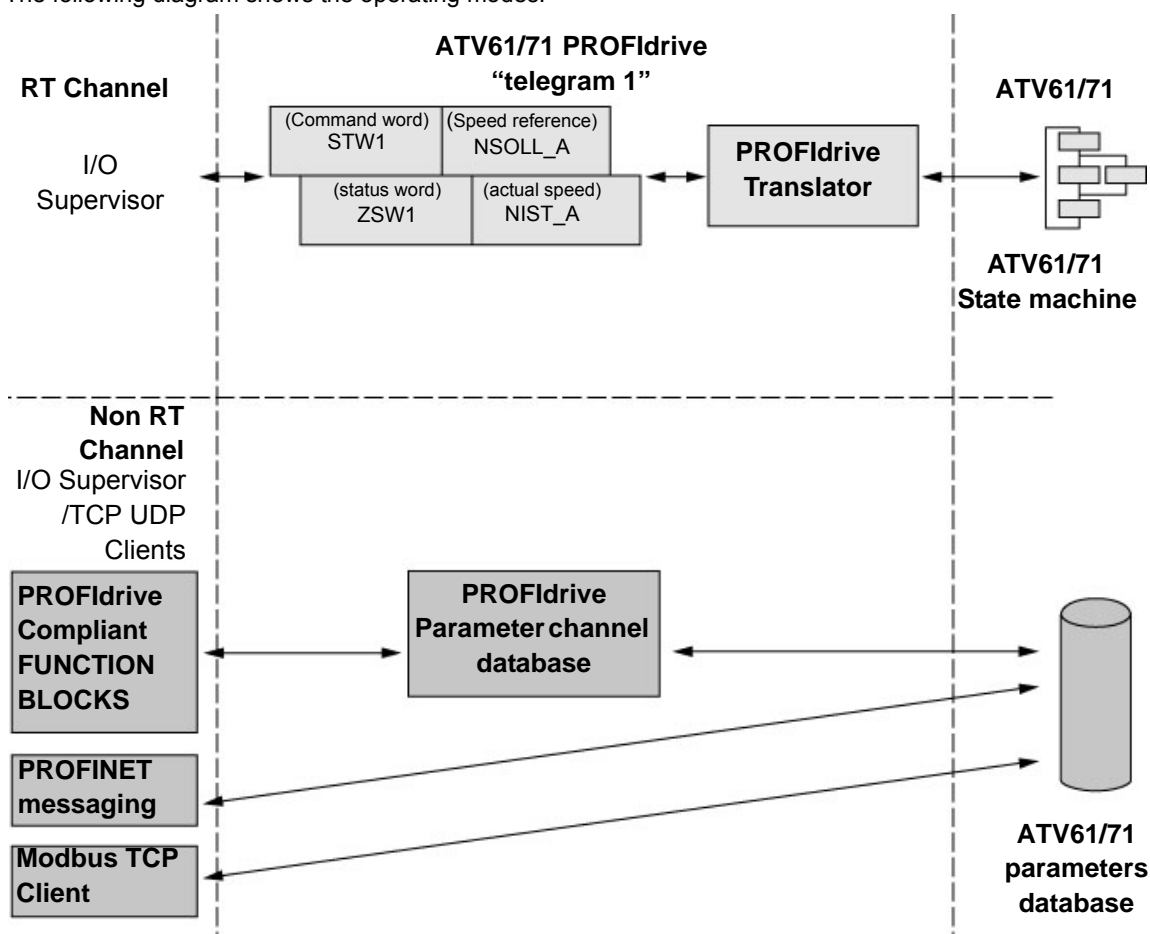 The following diagram shows the operating modes.
ATV61/71 PROFIdrive
“telegram 1”
RT Channel
ATV61/71
(Command word)
STW1
(Speed reference)
NSOLL_A
PROFIdrive
Translator
I/O
Supervisor
(status word)
ZSW1
(actual speed)
NIST_A
ATV61/71
State machine
Non RT
Channel
I/O Supervisor
/TCP UDP
Clients
PROFIdrive
Compliant
FUNCTION
BLOCKS
PROFIdrive
Parameter channel
database
PROFINET
messaging
Modbus TCP
Client
ATV61/71
parameters
database